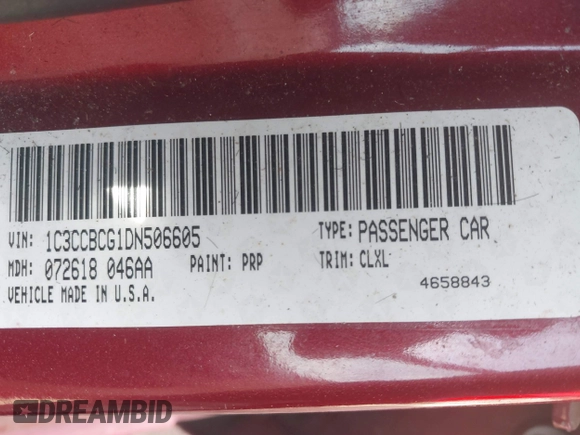 VIN: 1C3CCBCG1DN506605 TYPE: PASSENGER CAR
MDH: 072618 046AA PAINT: PRP TRIM: CLXL
VEHICLE MADE IN U.S.A. 4658843
DREAMBID